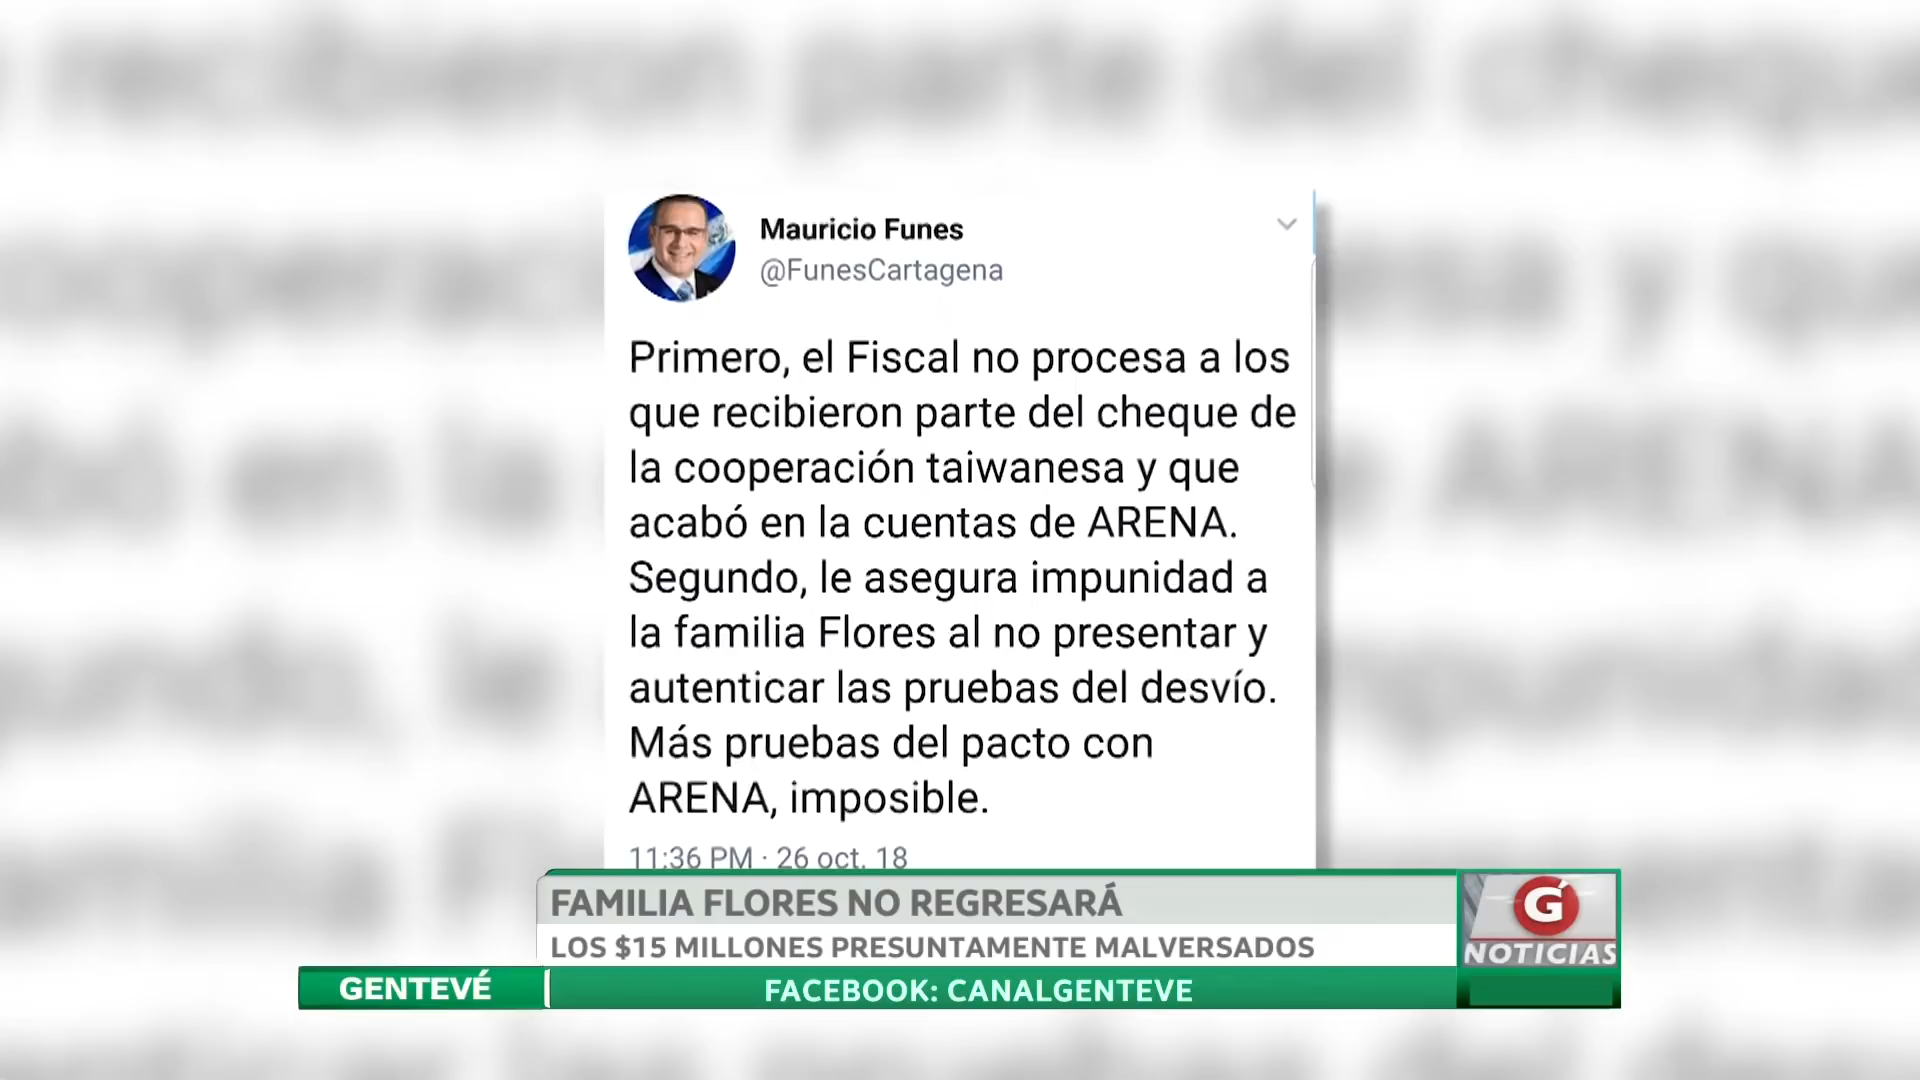 Mauricio Funes
@FunesCartagena
Primero, el Fiscal no procesa a los
que recibieron parte del cheque de
la cooperación taiwanesa y que
acabó en la cuentas de ARENA.
Segundo, le asegura impunidad a
la familia Flores al no presentar y
autenticar las pruebas del desvío.
Más pruebas del pacto con
ARENA, imposible.
11:36 PM · 26 oct. 18
FAMILIA FLORES NO REGRESARÁ
LOS $15 MILLONES PRESUNTAMENTE MALVERSADOS
GENTEVÉ
FACEBOOK: CANALGENTEVE
G
NOTICIAS